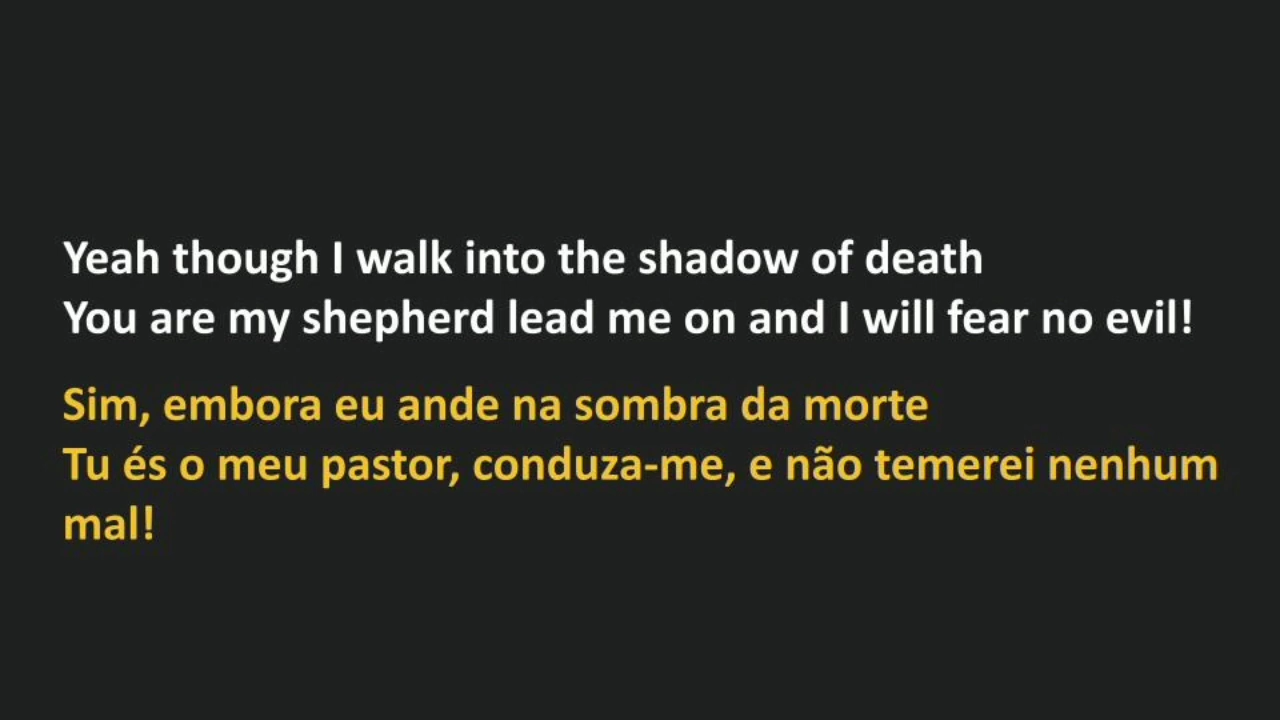 Yeah though I walk into the shadow of death
You are my shepherd lead me on and I will fear no evil!
Sim, embora eu ande na sombra da morte
Tu és o meu pastor, conduza-me, e não temerei nenhum
mal!